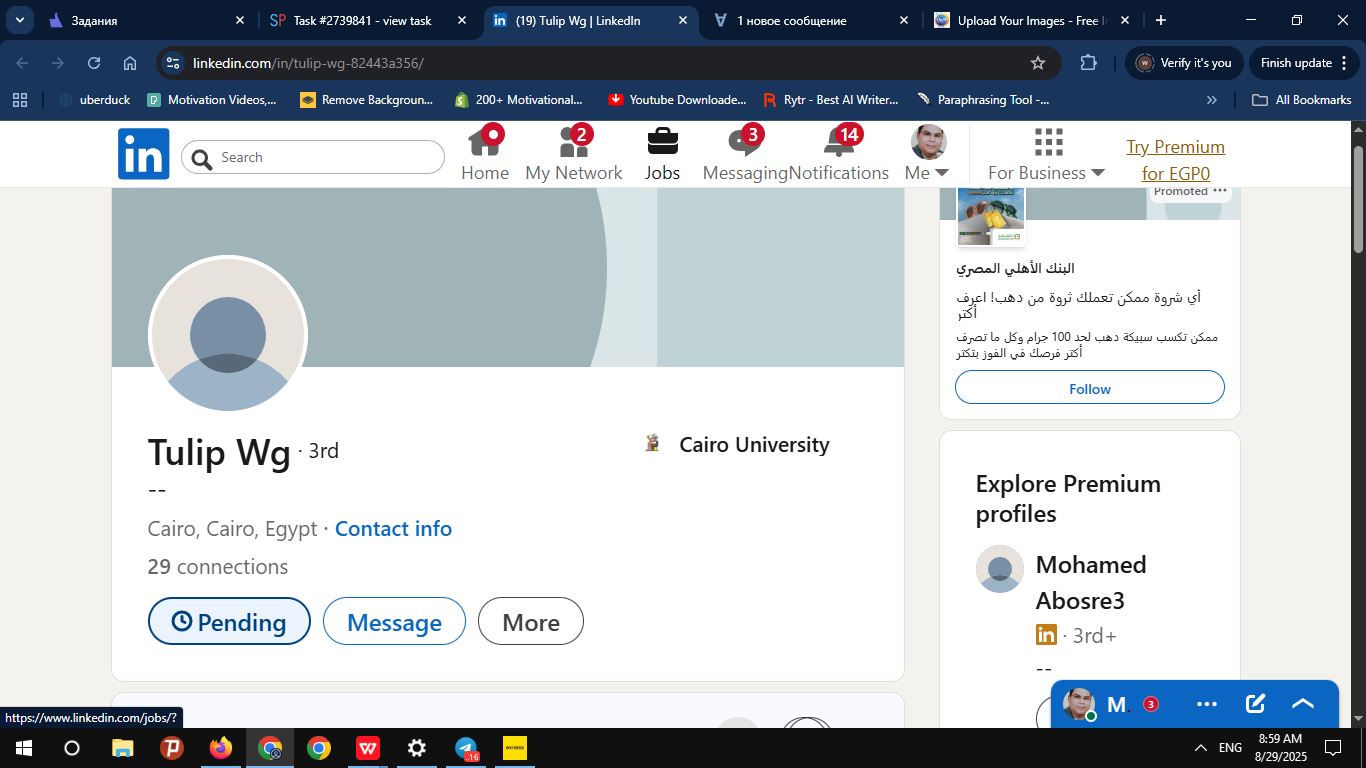 Задания
Task #2739841 - view task
(19) Tulip Wg | LinkedIn
1 новое сообщение
Upload Your Images - Free I
linkedin.com/in/tulip-wg-82443a356/
Verify it's you
Finish update
uberduck
Motivation Videos,...
Remove Backgroun...
200+ Motivational...
Youtube Downloade...
Rytr - Best AI Writer...
Paraphrasing Tool -...
All Bookmarks
in
Search
Home
2
My Network
Jobs
3
Messaging
14
Notifications
Me
For Business
Try Premium
for EGP0
Promoted
البنك الأهلي المصري
أي شروة ممكن تعملك ثروة من دهب! اعرف
أكتر
ممكن تكسب سبيكة دهب لحد 100 جرام وكل ما تصرف
أكتر فرصك في الفوز بتكتر
Follow
Tulip Wg · 3rd
--
Cairo University
Cairo, Cairo, Egypt · Contact info
29 connections
Pending
Message
More
Explore Premium
profiles
Mohamed
Abosre3
in · 3rd+
--
M.
3
https://www.linkedin.com/jobs/?
..16
exness
ENG
8:59 AM
8/29/2025